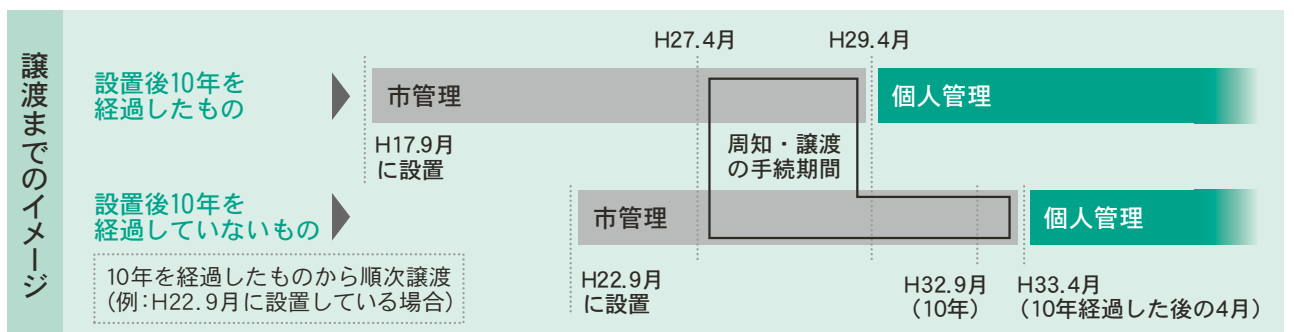 譲渡までのイメージ
H27.4月
H29.4月
設置後10年を
経過したもの
市管理
個人管理
H17.9月
に設置
周知・譲渡
の手続期間
設置後10年を
経過していないもの
市管理
個人管理
10年を経過したものから順次譲渡
(例:H22.9月に設置している場合)
H22.9月
に設置
H32.9月
(10年)
H33.4月
(10年経過した後の4月)